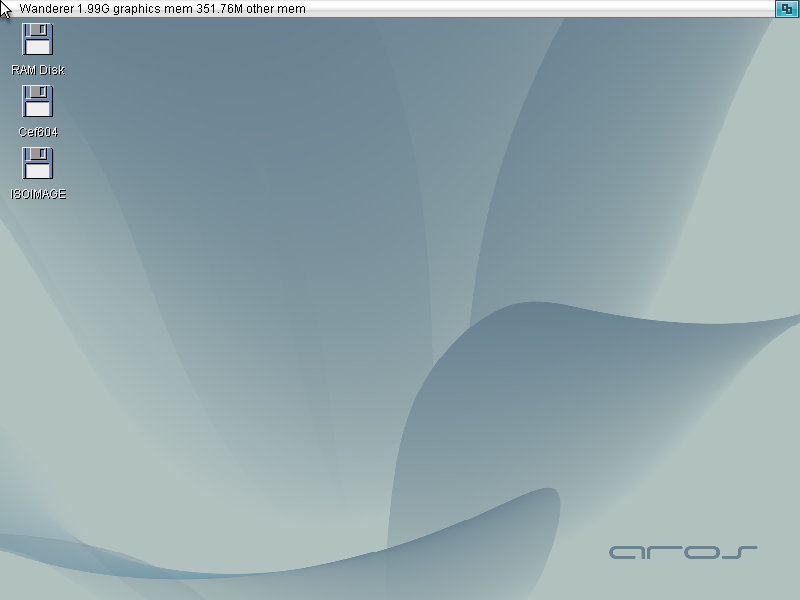 Wanderer 1.99G graphics mem 351.76M other mem
RAM Disk
Cef804
ISOIMAGE
aros